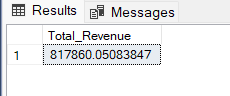 Results Messages
Total_Revenue
1 817860.05083847